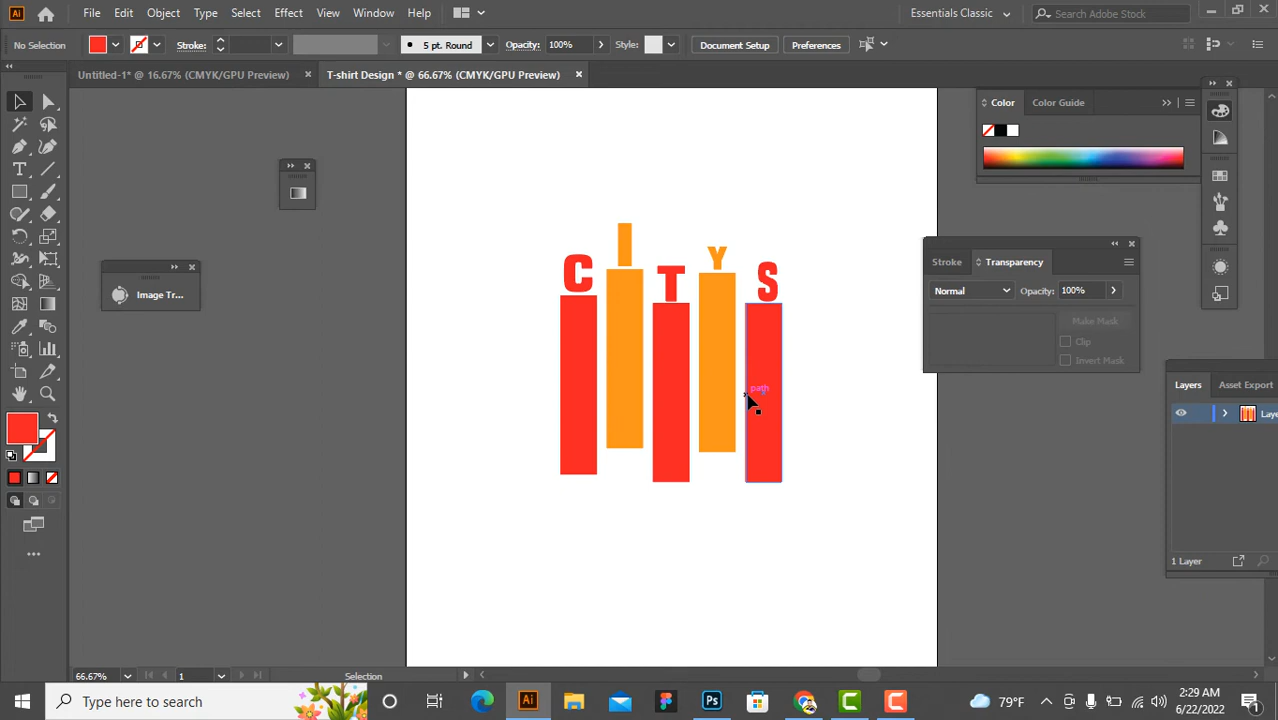 Ai File Edit Object Type Select Effect View Window Help Essentials Classic Search Adobe Stock
No Selection Stroke: 5 pt. Round Opacity: 100% Style: Document Setup Preferences
Untitled-1* @ 16.67% (CMYK/GPU Preview) × T-shirt Design * @ 66.67% (CMYK/GPU Preview) ×
Color Color Guide
Stroke Transparency
Normal Opacity: 100%
Make Mask
Clip
Invert Mask
Image Tr...
C I T Y S
path
Layers Asset Export
Laye
1 Layer
66.67% 1 Selection
Type here to search Ai Ps 79°F 2:29 AM
6/22/2022 1